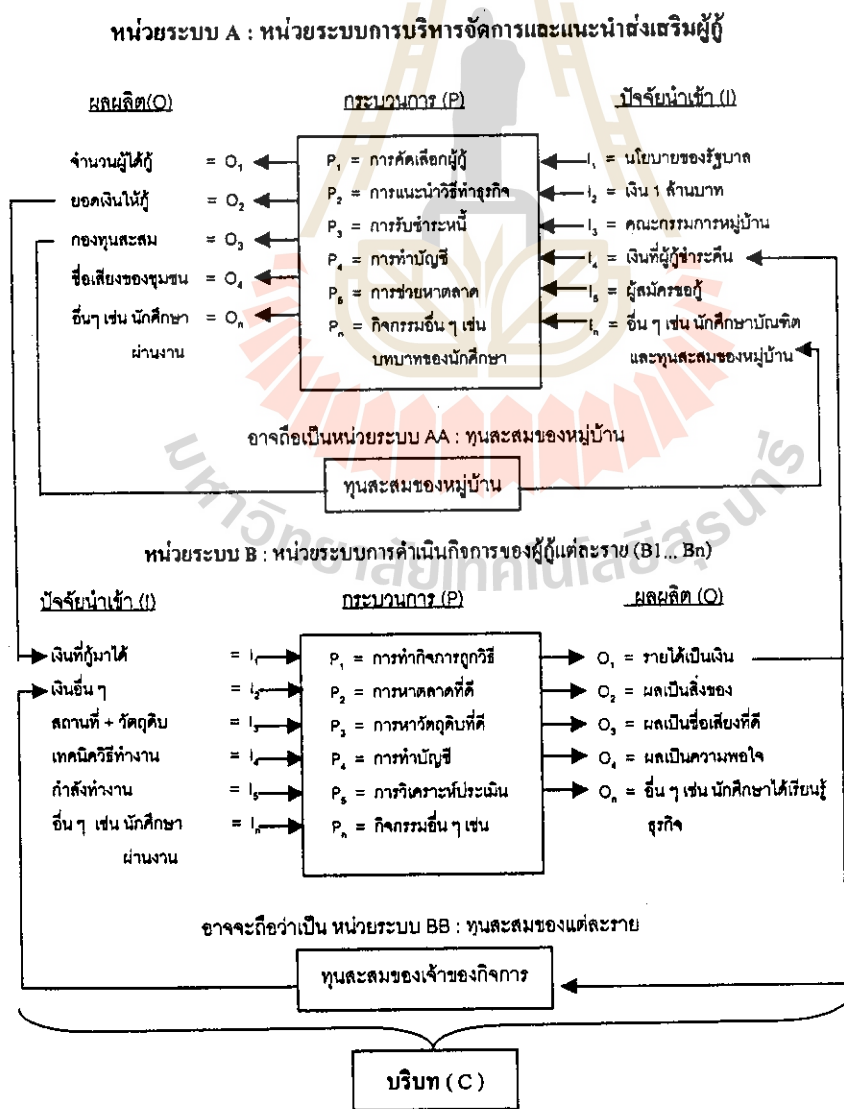 หน่วยระบบ A : หน่วยระบบการบริหารจัดการและแนะนำส่งเสริมผู้กู้
ผลผลิต(O) กระบวนการ (P) ปัจจัยนำเข้า (I)
จำนวนผู้ได้กู้ = O₁ P₁ = การคัดเลือกผู้กู้ I₁ = นโยบายของรัฐบาล
ยอดเงินให้กู้ = O₂ P₂ = การแนะนำวิธีทำธุรกิจ I₂ = เงิน 1 ล้านบาท
กองทุนสะสม = O₃ P₃ = การรับชำระหนี้ I₃ = คณะกรรมการหมู่บ้าน
ชื่อเสียงของชุมชน = O₄ P₄ = การทำบัญชี I₄ = เงินที่ผู้กู้ชำระคืน
P₅ = การช่วยหาตลาด I₅ = ผู้สมัครขอกู้
อื่นๆ เช่น นักศึกษา = Oₙ Pₙ = กิจกรรมอื่น ๆ เช่น Iₙ = อื่น ๆ เช่น นักศึกษาบัณฑิต
ผ่านงาน บทบาทของนักศึกษา และทุนสะสมของหมู่บ้าน
อาจถือเป็นหน่วยระบบ AA : ทุนสะสมของหมู่บ้าน
ทุนสะสมของหมู่บ้าน
มหาวิทยาลัยเทคโนโลยีสุรนารี
หน่วยระบบ B : หน่วยระบบการดำเนินกิจการของผู้กู้แต่ละราย (B1... Bn)
ปัจจัยนำเข้า (I) กระบวนการ (P) ผลผลิต (O)
เงินที่กู้มาได้ = I₁ P₁ = การทำกิจการถูกวิธี O₁ = รายได้เป็นเงิน
เงินอื่น ๆ = I₂ P₂ = การหาตลาดที่ดี O₂ = ผลเป็นสิ่งของ
สถานที่ + วัตถุดิบ = I₃ P₃ = การหาวัตถุดิบที่ดี O₃ = ผลเป็นชื่อเสียงที่ดี
เทคนิควิธีทำงาน = I₄ P₄ = การทำบัญชี O₄ = ผลเป็นความพอใจ
กำลังทำงาน = I₅ P₅ = การวิเคราะห์ประเมิน Oₙ = อื่น ๆ เช่น นักศึกษาได้เรียนรู้
อื่น ๆ เช่น นักศึกษา = Iₙ Pₙ = กิจกรรมอื่น ๆ เช่น ธุรกิจ
ผ่านงาน
อาจจะถือว่าเป็น หน่วยระบบ BB : ทุนสะสมของแต่ละราย
ทุนสะสมของเจ้าของกิจการ
บริบท ( C )